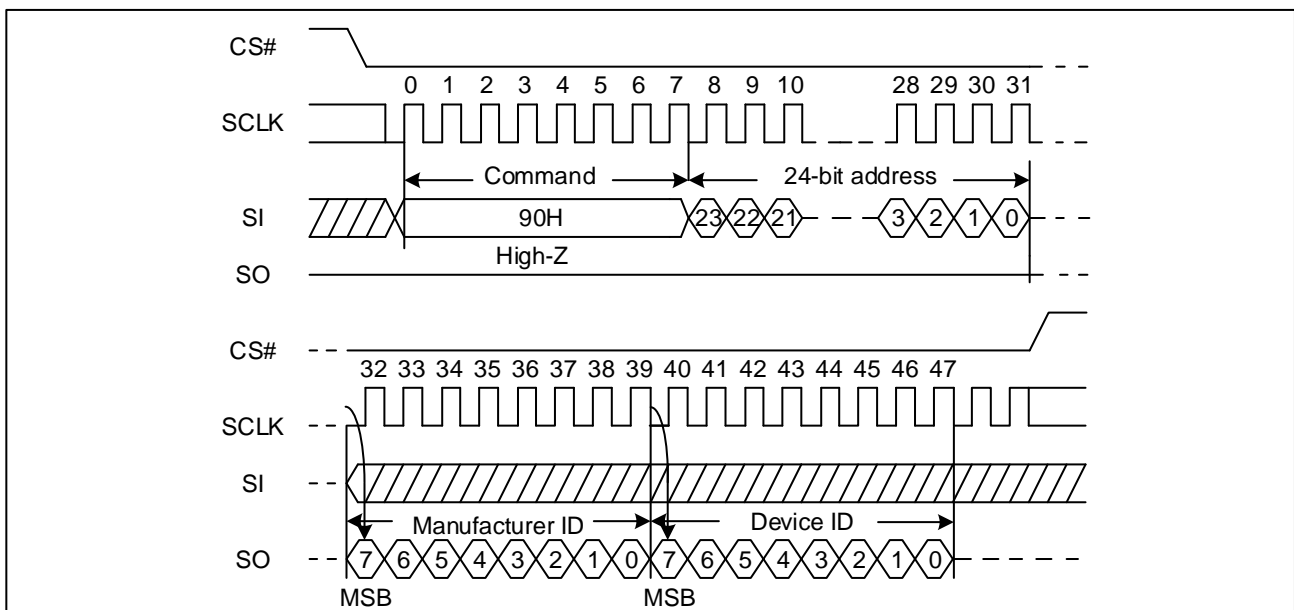 CS#
0 1 2 3 4 5 6 7 8 9 10 28 29 30 31
SCLK
Command 24-bit address
SI 90H 23 22 21 3 2 1 0
High-Z
SO
CS#
32 33 34 35 36 37 38 39 40 41 42 43 44 45 46 47
SCLK
SI
Manufacturer ID Device ID
SO 7 6 5 4 3 2 1 0 7 6 5 4 3 2 1 0
MSB MSB